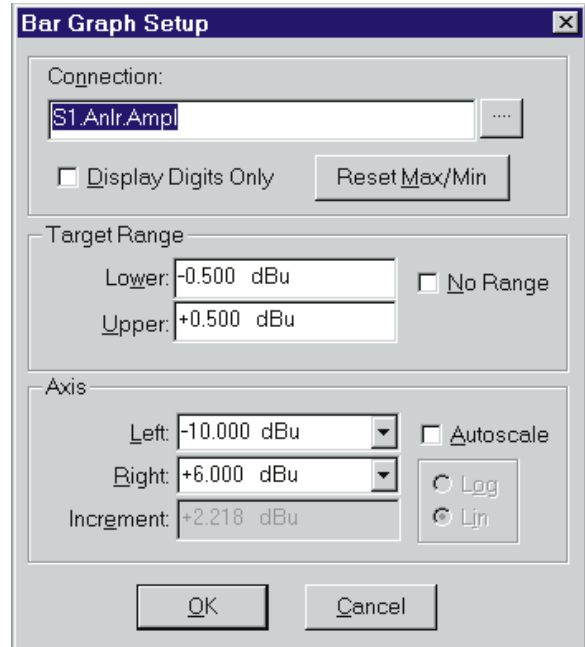 Bar Graph Setup
Connection:
S1.Anlr.Ampl
....
Display Digits Only
Reset Max/Min
Target Range
Lower: -0.500 dBu
No Range
Upper: +0.500 dBu
Axis
Left: -10.000 dBu
Autoscale
Right: +6.000 dBu
Log
Increment: +2.218 dBu
Lin
OK
Cancel